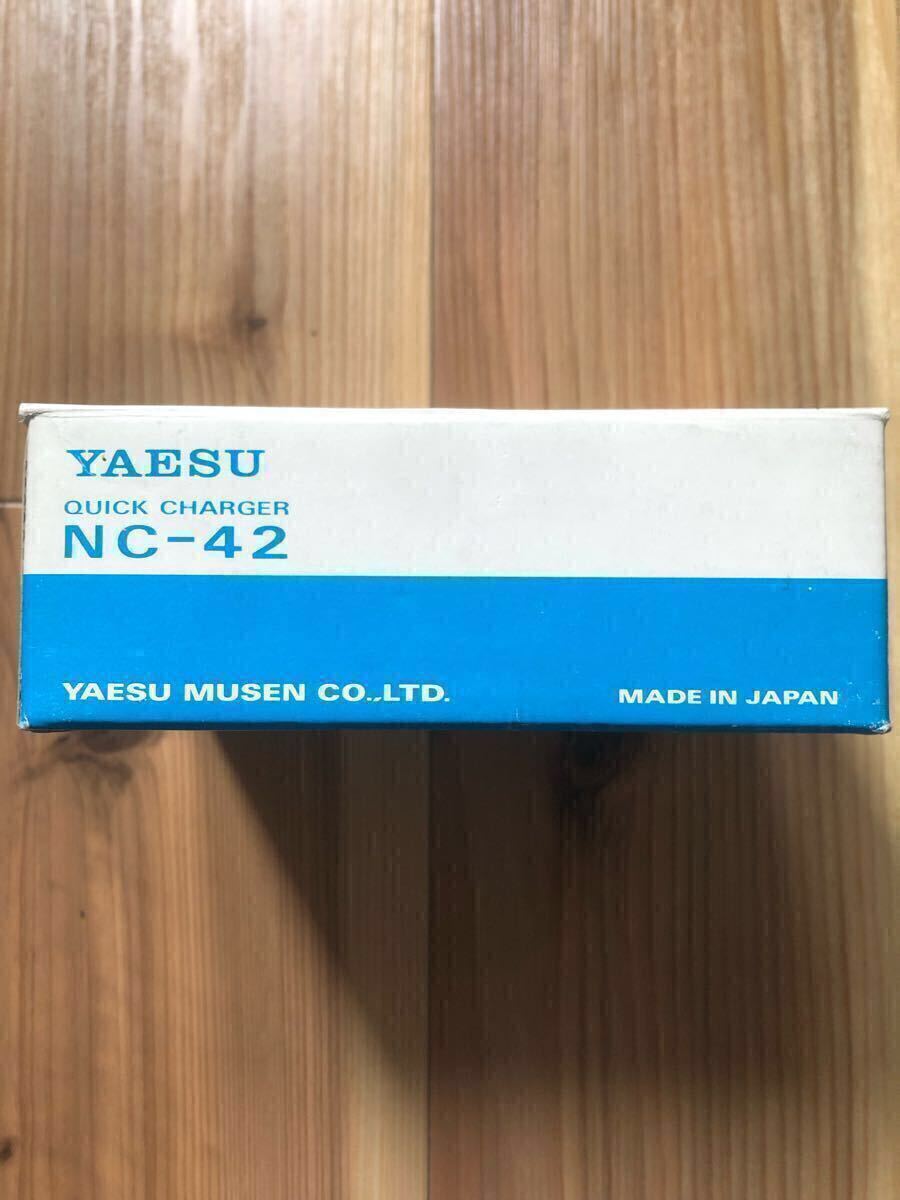 YAESU
QUICK CHARGER
NC-42
YAESU MUSEN CO.,LTD.
MADE IN JAPAN